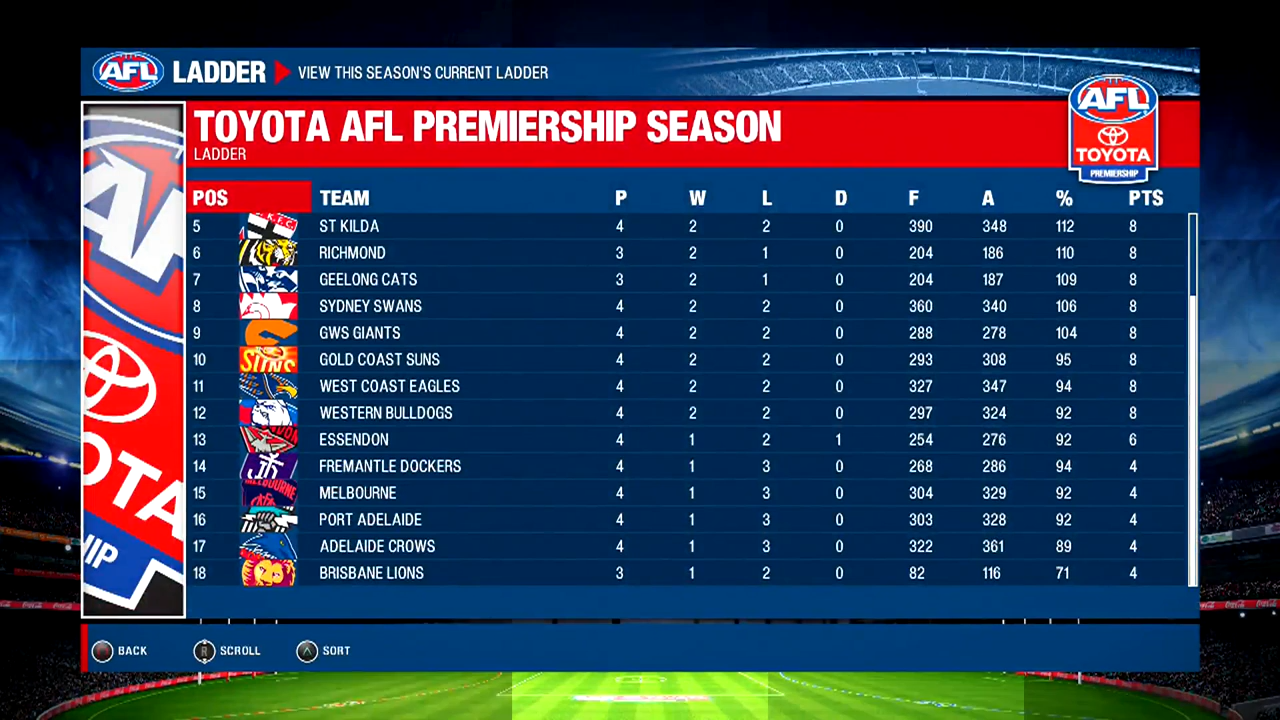 AFL LADDER VIEW THIS SEASON'S CURRENT LADDER
TOYOTA AFL PREMIERSHIP SEASON
LADDER
AFL
TOYOTA
PREMIERSHIP
POS TEAM P W L D F A % PTS
5 ST KILDA 4 2 2 0 390 348 112 8
6 RICHMOND 3 2 1 0 204 186 110 8
7 GEELONG CATS 3 2 1 0 204 187 109 8
8 SYDNEY SWANS 4 2 2 0 360 340 106 8
9 GWS GIANTS 4 2 2 0 288 278 104 8
10 SUNS GOLD COAST SUNS 4 2 2 0 293 308 95 8
11 WEST COAST EAGLES 4 2 2 0 327 347 94 8
12 WESTERN BULLDOGS 4 2 2 0 297 324 92 8
13 ESSENDON 4 1 2 1 254 276 92 6
14 FREMANTLE DOCKERS 4 1 3 0 268 286 94 4
15 MELBOURNE MELBOURNE 4 1 3 0 304 329 92 4
16 PORT ADELAIDE 4 1 3 0 303 328 92 4
17 ADELAIDE CROWS 4 1 3 0 322 361 89 4
18 BRISBANE LIONS 3 1 2 0 82 116 71 4
OTA
HIP
BACK R SCROLL SORT